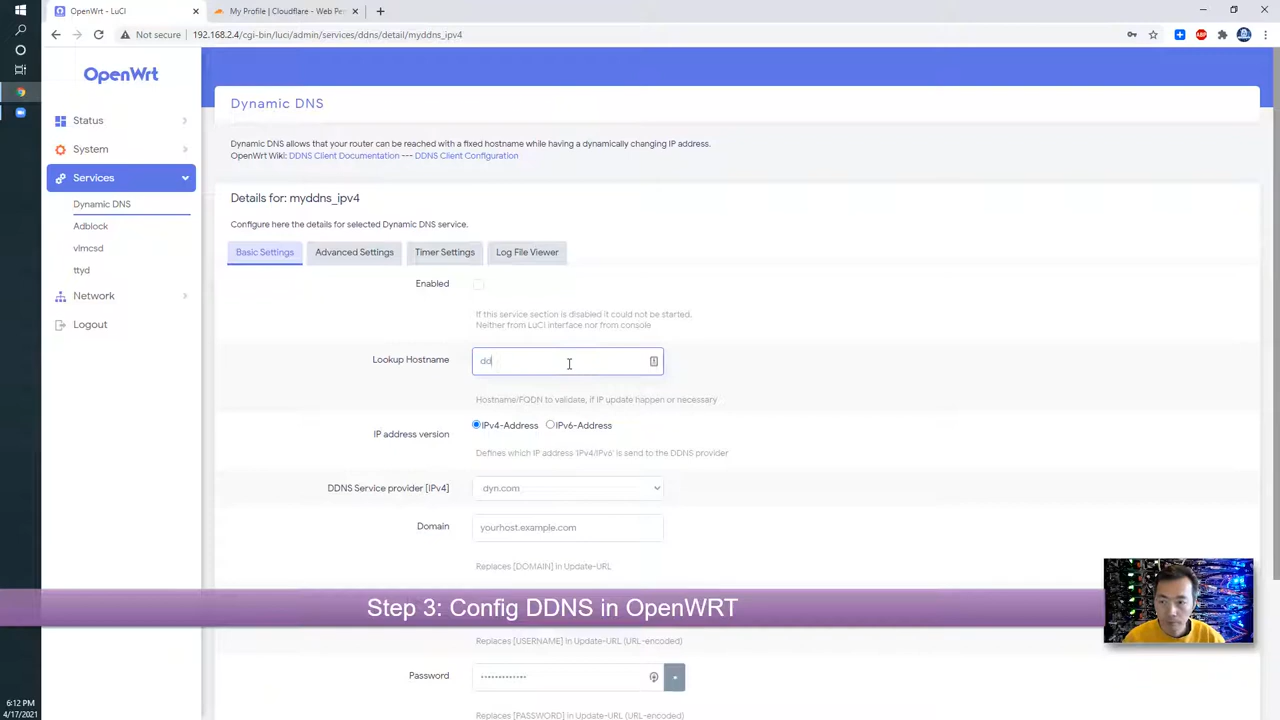 OpenWrt - LuCI
My Profile | Cloudflare - Web Pe
Not secure | 192.168.2.4/cgi-bin/luci/admin/services/ddns/detail/myddns_ipv4
OpenWrt
Status
System
Services
Dynamic DNS
Adblock
vlmcsd
ttyd
Network
Logout
Dynamic DNS
Dynamic DNS allows that your router can be reached with a fixed hostname while having a dynamically changing IP address.
OpenWrt Wiki: DDNS Client Documentation --- DDNS Client Configuration
Details for: myddns_ipv4
Configure here the details for selected Dynamic DNS service.
Basic Settings
Advanced Settings
Timer Settings
Log File Viewer
Enabled
If this service section is disabled it could not be started.
Neither from LuCI interface nor from console
Lookup Hostname
dd
Hostname/FQDN to validate, if IP update happen or necessary
IP address version
IPv4-Address IPv6-Address
Defines which IP address 'IPv4/IPv6' is send to the DDNS provider
DDNS Service provider [IPv4]
dyn.com
Domain
yourhost.example.com
Replaces [DOMAIN] in Update-URL
Step 3: Config DDNS in OpenWRT
Replaces [USERNAME] in Update-URL (URL-encoded)
Password
Replaces [PASSWORD] in Update-URL (URL-encoded)
6:12 PM
4/17/2021